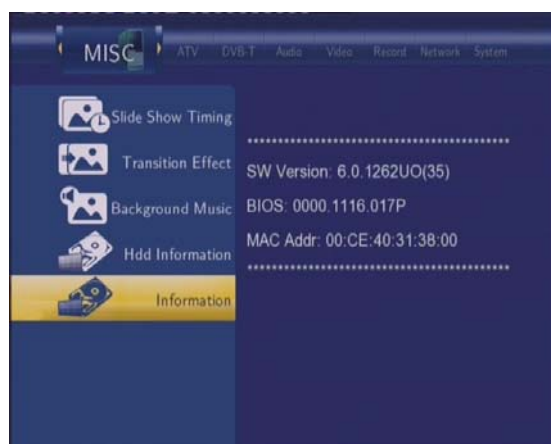 MISC ATV DVB-T Audio Video Record Network System
Slide Show Timing
Transition Effect
Background Music
Hdd Information
Information
******************************************
SW Version: 6.0.1262UO(35)
BIOS: 0000.1116.017P
MAC Addr: 00:CE:40:31:38:00
******************************************